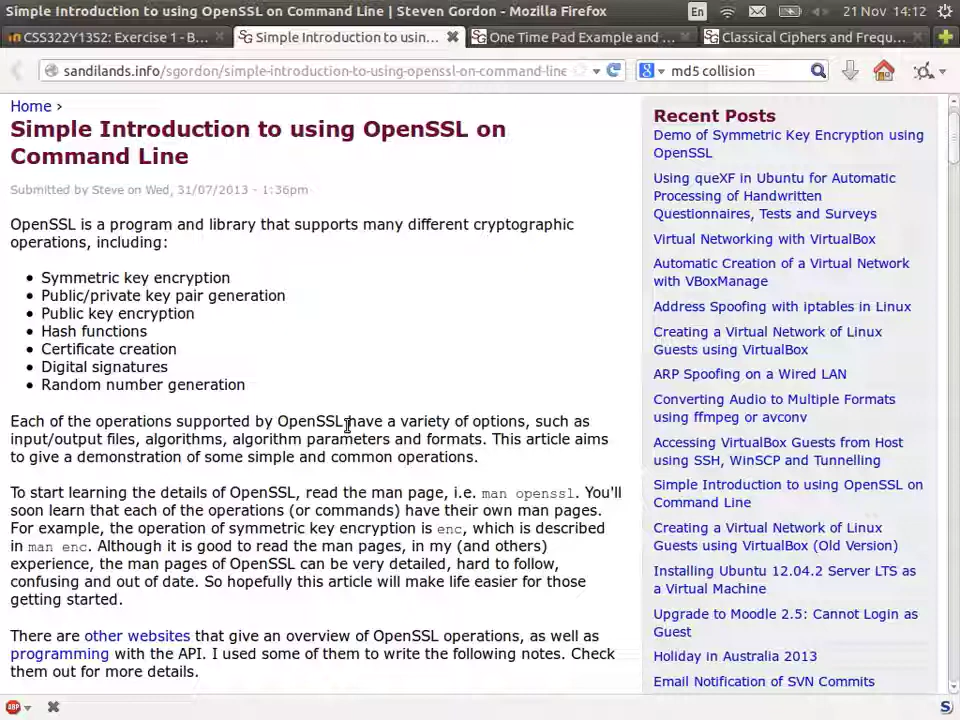 Simple Introduction to using OpenSSL on Command Line | Steven Gordon - Mozilla Firefox
En
21 Nov 14:12
CSS322Y13S2: Exercise 1 - B...
Simple Introduction to usin...
One Time Pad Example and ...
Classical Ciphers and Frequ...
sandilands.info/sgordon/simple-introduction-to-using-openssl-on-command-line
md5 collision
Home ›
Simple Introduction to using OpenSSL on
Command Line
Submitted by Steve on Wed, 31/07/2013 - 1:36pm
OpenSSL is a program and library that supports many different cryptographic
operations, including:
• Symmetric key encryption
• Public/private key pair generation
• Public key encryption
• Hash functions
• Certificate creation
• Digital signatures
• Random number generation
Each of the operations supported by OpenSSL have a variety of options, such as
input/output files, algorithms, algorithm parameters and formats. This article aims
to give a demonstration of some simple and common operations.
To start learning the details of OpenSSL, read the man page, i.e. man openssl. You'll
soon learn that each of the operations (or commands) have their own man pages.
For example, the operation of symmetric key encryption is enc, which is described
in man enc. Although it is good to read the man pages, in my (and others)
experience, the man pages of OpenSSL can be very detailed, hard to follow,
confusing and out of date. So hopefully this article will make life easier for those
getting started.
There are other websites that give an overview of OpenSSL operations, as well as
programming with the API. I used some of them to write the following notes. Check
them out for more details.
Recent Posts
Demo of Symmetric Key Encryption using
OpenSSL
Using queXF in Ubuntu for Automatic
Processing of Handwritten
Questionnaires, Tests and Surveys
Virtual Networking with VirtualBox
Automatic Creation of a Virtual Network
with VBoxManage
Address Spoofing with iptables in Linux
Creating a Virtual Network of Linux
Guests using VirtualBox
ARP Spoofing on a Wired LAN
Converting Audio to Multiple Formats
using ffmpeg or avconv
Accessing VirtualBox Guests from Host
using SSH, WinSCP and Tunnelling
Simple Introduction to using OpenSSL on
Command Line
Creating a Virtual Network of Linux
Guests using VirtualBox (Old Version)
Installing Ubuntu 12.04.2 Server LTS as
a Virtual Machine
Upgrade to Moodle 2.5: Cannot Login as
Guest
Holiday in Australia 2013
Email Notification of SVN Commits
ABP
S